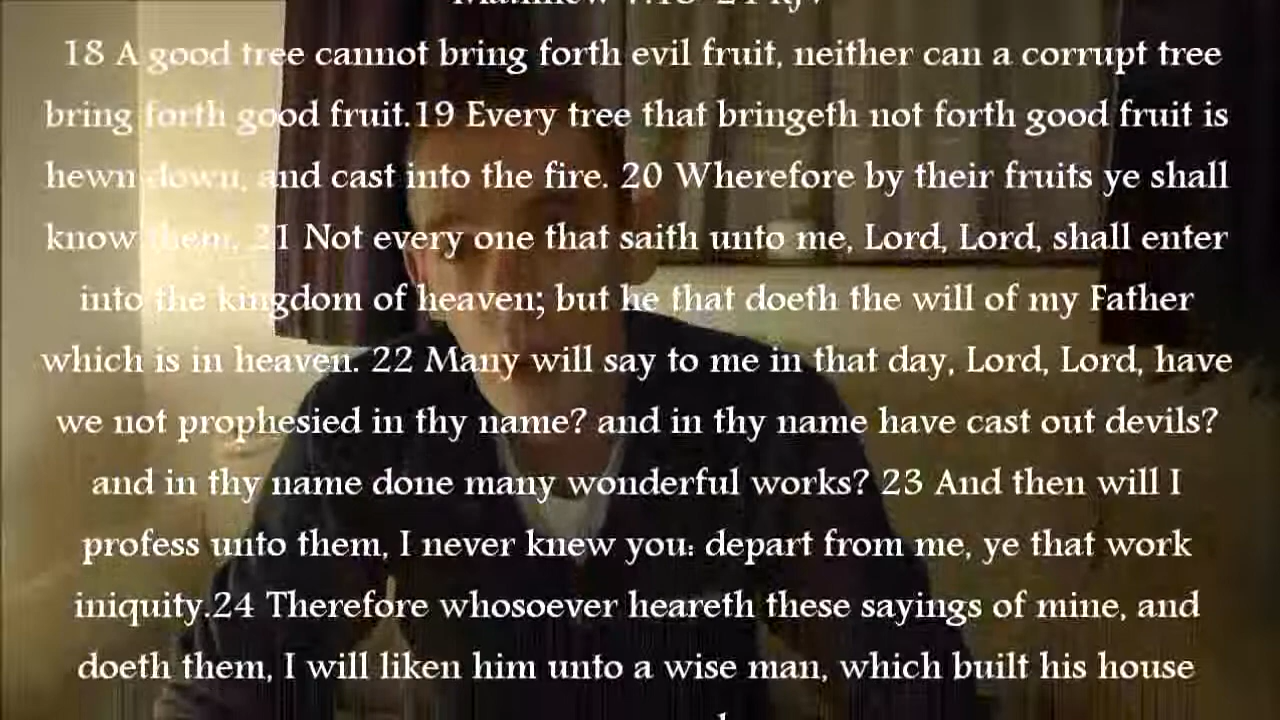 18 A good tree cannot bring forth evil fruit, neither can a corrupt tree
bring forth good fruit.19 Every tree that bringeth not forth good fruit is
hewn down, and cast into the fire. 20 Wherefore by their fruits ye shall
know them. 21 Not every one that saith unto me, Lord, Lord, shall enter
into the kingdom of heaven; but he that doeth the will of my Father
which is in heaven. 22 Many will say to me in that day, Lord, Lord, have
we not prophesied in thy name? and in thy name have cast out devils?
and in thy name done many wonderful works? 23 And then will I
profess unto them, I never knew you: depart from me, ye that work
iniquity.24 Therefore whosoever heareth these sayings of mine, and
doeth them, I will liken him unto a wise man, which built his house